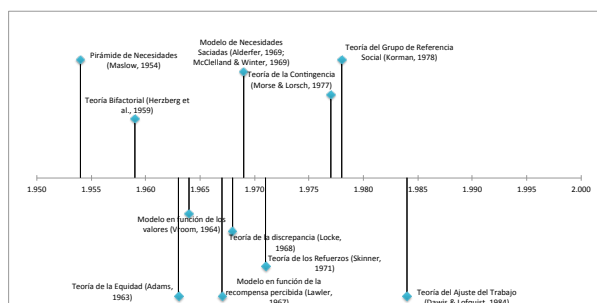 Pirámide de Necesidades
(Maslow, 1954)
Modelo de Necesidades
Saciadas (Alderfer, 1969;
McClelland & Winter, 1969)
Teoría del Grupo de Referencia
Social (Korman, 1978)
Teoría de la Contingencia
(Morse & Lorsch, 1977)
Teoría Bifactorial (Herzberg et
al., 1959)
1.950 1.955 1.960 1.965 1.970 1.975 1.980 1.985 1.990 1.995 2.000
Modelo en función de los
valores (Vroom, 1964)
Teoría de la discrepancia (Locke,
1968)
Teoría de los Refuerzos (Skinner,
1971)
Teoría de la Equidad (Adams,
1963)
Modelo en función de la
recompensa percibida (Lawler,
1967)
Teoría del Ajuste del Trabajo
(Dawis & Lofquist, 1984)